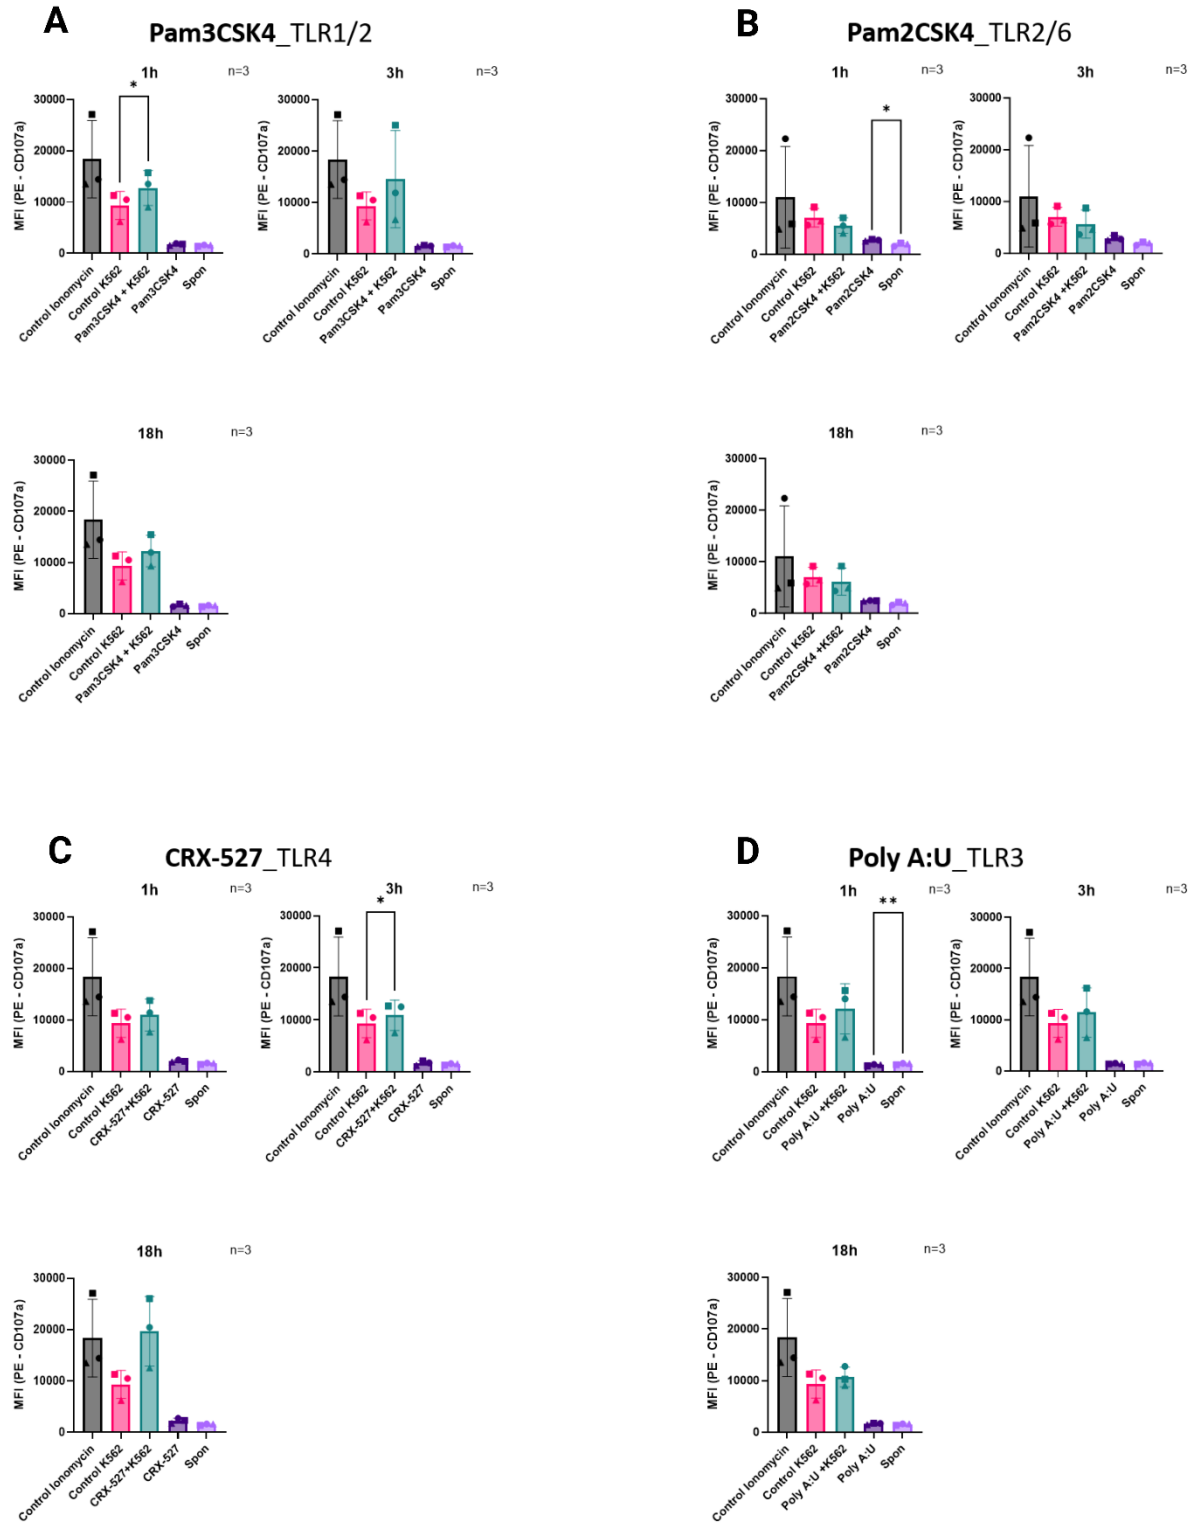 A
Pam3CSK4_TLR1/2
1h
n=3
*
MFI (PE - CD107a)
30000
20000
10000
0
Control Ionomycin
Control K562
Pam3CSK4 + K562
Pam3CSK4
Spon
3h
n=3
MFI (PE - CD107a)
30000
20000
10000
0
Control Ionomycin
Control K562
Pam3CSK4 + K562
Pam3CSK4
Spon
18h
n=3
MFI (PE - CD107a)
30000
20000
10000
0
Control Ionomycin
Control K562
Pam3CSK4 + K562
Pam3CSK4
Spon
B
Pam2CSK4_TLR2/6
1h
n=3
*
MFI (PE - CD107a)
30000
20000
10000
0
Control Ionomycin
Control K562
Pam2CSK4 +K562
Pam2CSK4
Spon
3h
n=3
MFI (PE - CD107a)
30000
20000
10000
0
Control Ionomycin
Control K562
Pam2CSK4 +K562
Pam2CSK4
Spon
18h
n=3
MFI (PE - CD107a)
30000
20000
10000
0
Control Ionomycin
Control K562
Pam2CSK4 +K562
Pam2CSK4
Spon
C
CRX-527_TLR4
1h
n=3
MFI (PE - CD107a)
30000
20000
10000
0
Control Ionomycin
Control K562
CRX-527+K562
CRX-527
Spon
3h
n=3
*
MFI (PE - CD107a)
30000
20000
10000
0
Control Ionomycin
Control K562
CRX-527+K562
CRX-527
Spon
18h
n=3
MFI (PE - CD107a)
30000
20000
10000
0
Control Ionomycin
Control K562
CRX-527+K562
CRX-527
Spon
D
Poly A:U_TLR3
1h
n=3
**
MFI (PE - CD107a)
30000
20000
10000
0
Control Ionomycin
Control K562
Poly A:U +K562
Poly A:U
Spon
3h
n=3
MFI (PE - CD107a)
30000
20000
10000
0
Control Ionomycin
Control K562
Poly A:U +K562
Poly A:U
Spon
18h
n=3
MFI (PE - CD107a)
30000
20000
10000
0
Control Ionomycin
Control K562
Poly A:U +K562
Poly A:U
Spon